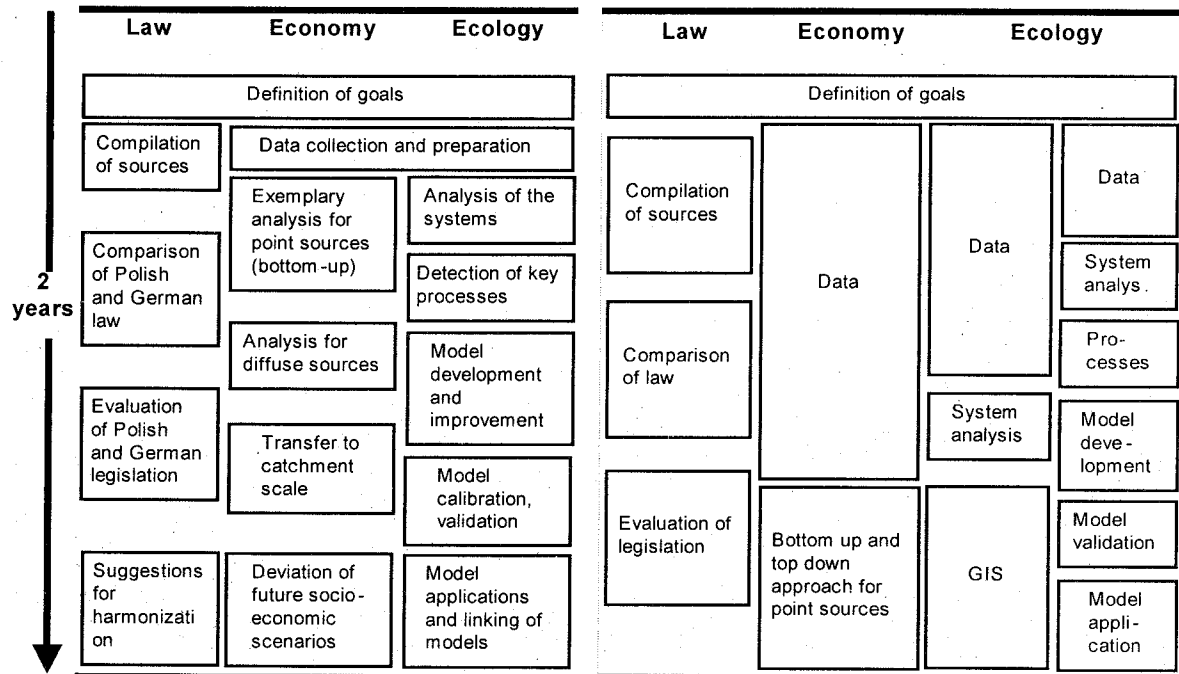 Law Economy Ecology
Definition of goals
Compilation
of sources
Data collection and preparation
Exemplary
analysis for
point sources
(bottom-up)
Analysis of the
systems
Comparison
of Polish
and German
law
Detection of key
processes
2
years
Analysis for
diffuse sources
Model
development
and
improvement
Evaluation
of Polish
and German
legislation
Transfer to
catchment
scale
Model
calibration,
validation
Suggestions
for
harmonizati
on
Deviation of
future socio-
economic
scenarios
Model
applications
and linking of
models
Law Economy Ecology
Definition of goals
Compilation
of sources
Data
Data
Data
System
analys
Comparison
of law
Pro-
cesses
System
analysis
Model
deve-
lopment
Evaluation of
legislation
Bottom up and
top down
approach for
point sources
GIS
Model
validation
Model
appli-
cation